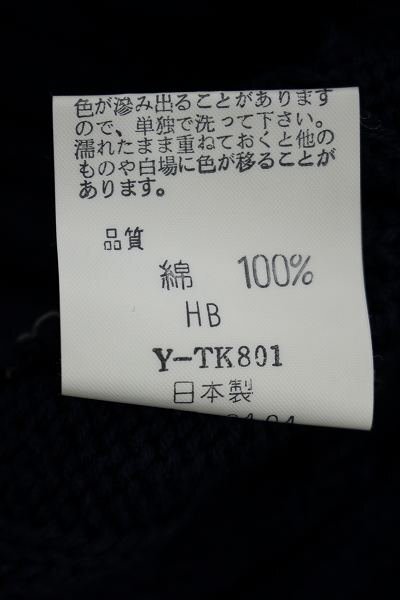 色が滲み出ることがあります
ので、単独で洗って下さい。
濡れたまま重ねておくと他の
ものや白場に色が移ることが
あります。
品質
綿 100%
HB
Y-TK801
日本製